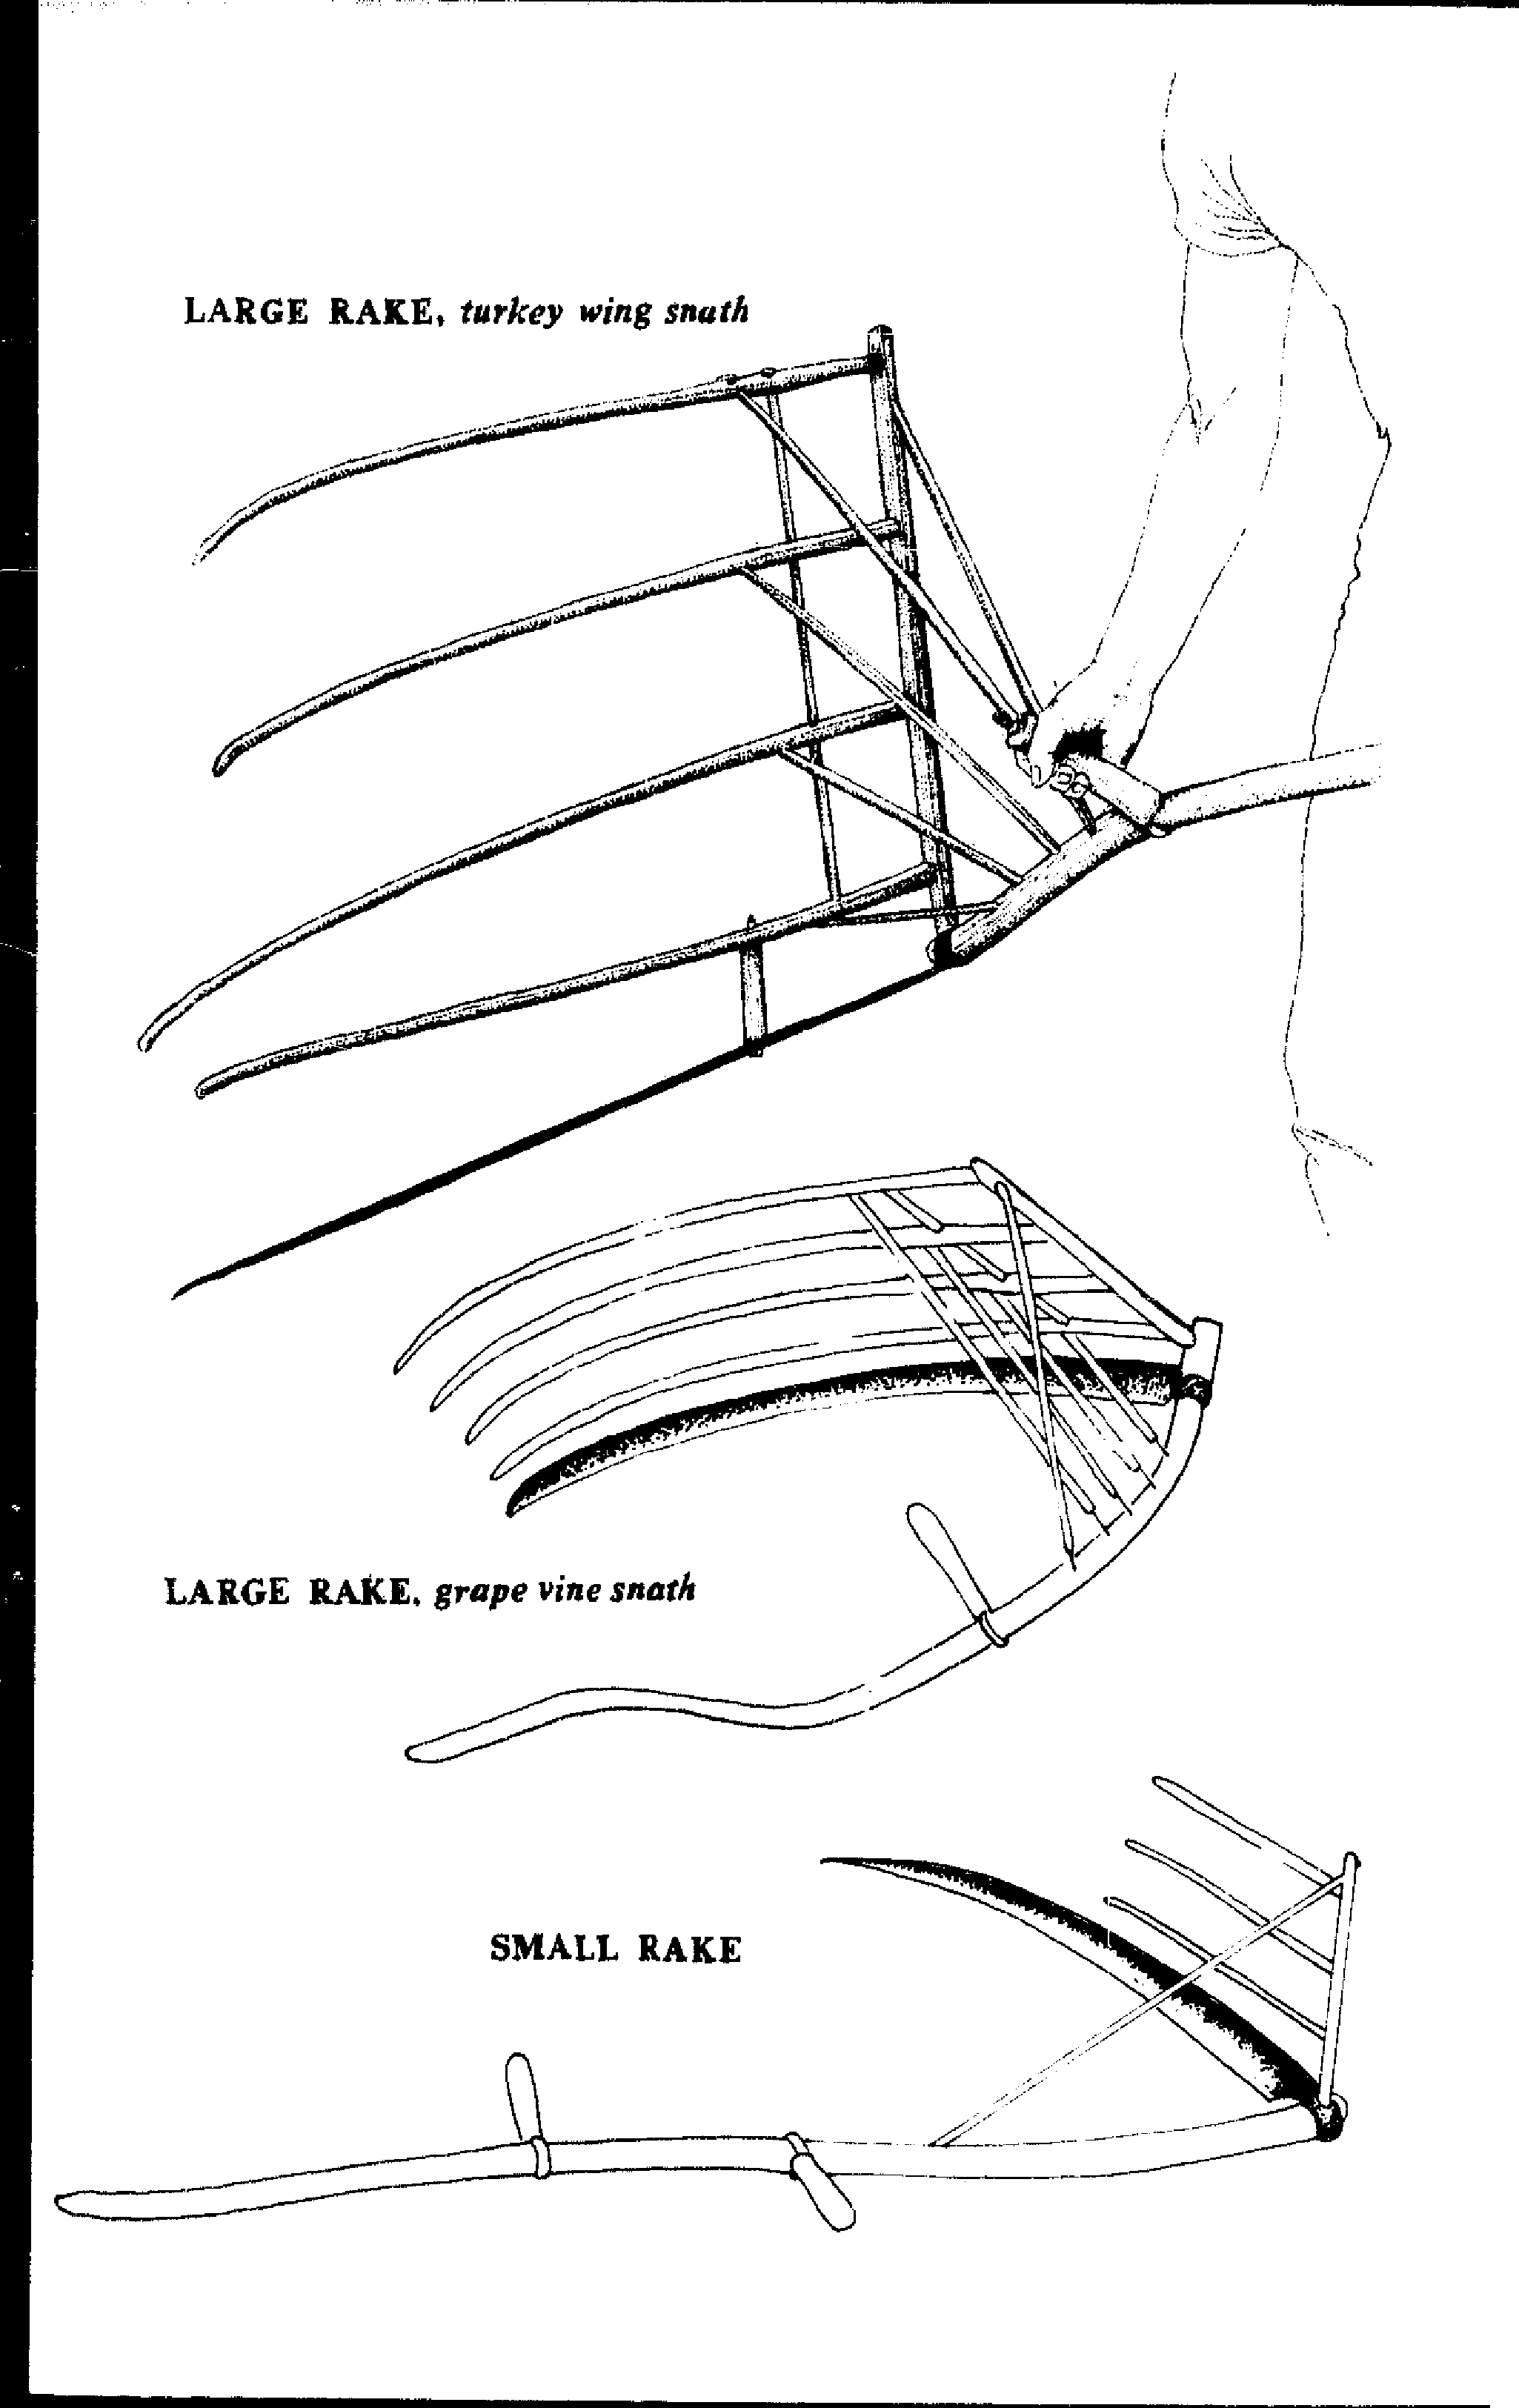 LARGE RAKE, turkey wing snath
LARGE RAKE, grape vine snath
SMALL RAKE